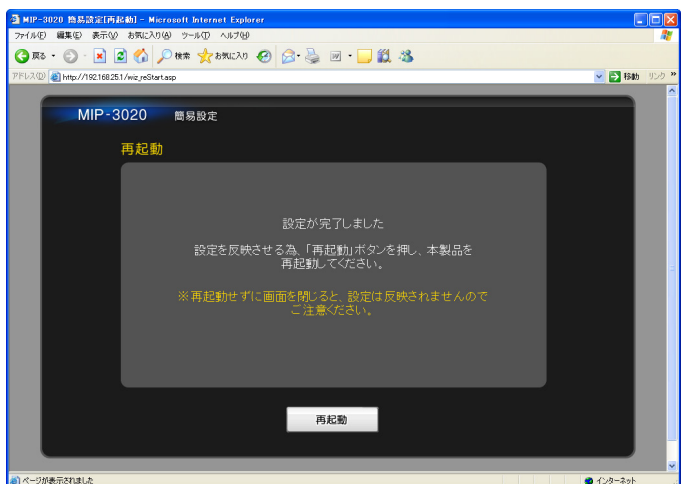 MIP-3020 簡易設定[再起動] - Microsoft Internet Explorer
ファイル(F) 編集(E) 表示(V) お気に入り(A) ツール(T) ヘルプ(H)
戻る 検索 お気に入り
アドレス(D) http://192.168.25.1/wiz_reStart.asp 移動 リンク »
MIP-3020 簡易設定
再起動
設定が完了しました
設定を反映させる為、「再起動」ボタンを押し、本製品を
再起動してください。
※再起動せずに画面を閉じると、設定は反映されませんので
ご注意ください。
再起動
ページが表示されました インターネット